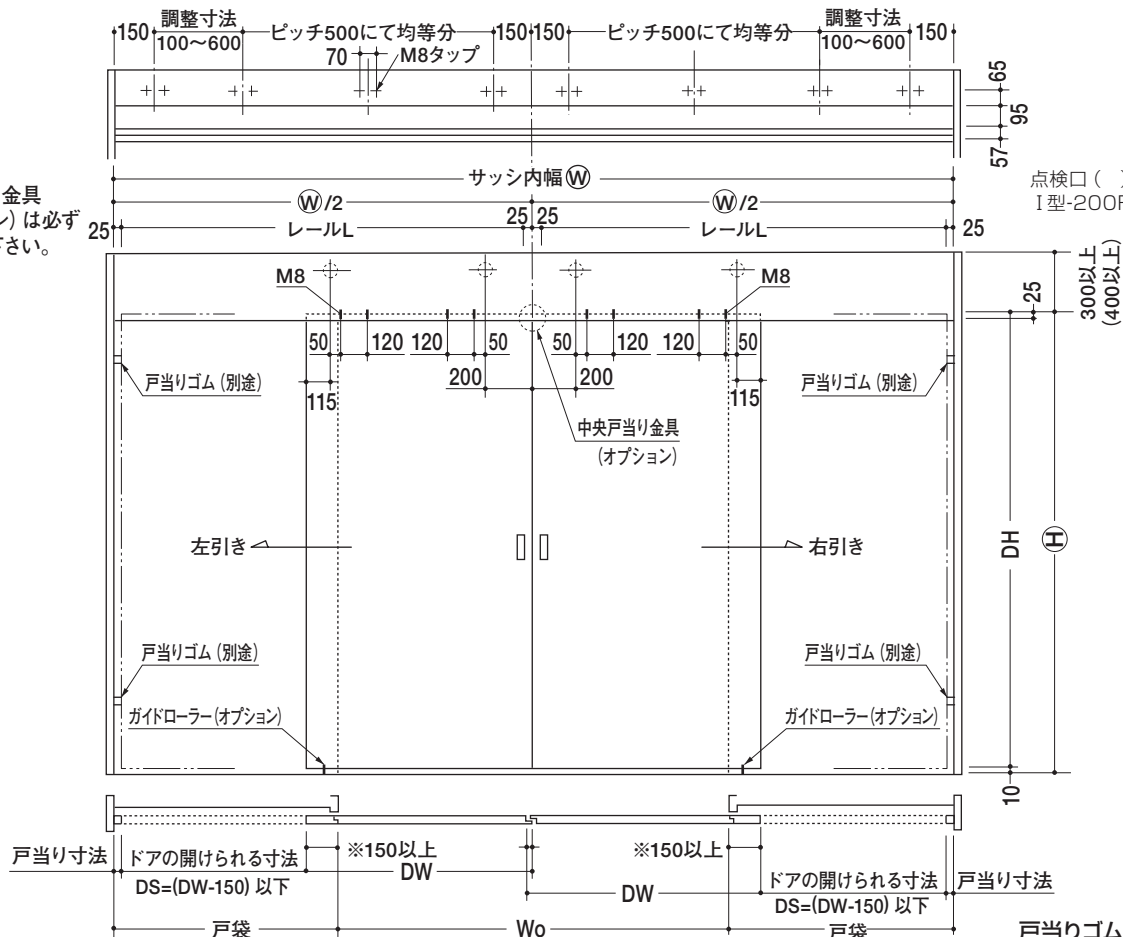 150
調整寸法
100〜600
ピッチ500にて均等分
150
150
ピッチ500にて均等分
調整寸法
100〜600
150
70
M8タップ
65
95
57
サッシ内幕Ⓦ
Ⓦ/2
Ⓦ/2
金具
ン) は必ず
下さい。
25
レールL
25
25
レールL
25
点検口 (
I型-200
M8
M8
300以上
(400以上)
25
50
120
120
50
50
120
120
50
200
200
115
115
戸当りゴム (別途)
戸当りゴム (別途)
中央戸当り金具
(オプション)
左引き
右引き
DH
Ⓗ
戸当りゴム (別途)
戸当りゴム (別途)
ガイドローラー(オプション)
ガイドローラー(オプション)
10
戸当り寸法
ドアの開けられる寸法
DS=(DW-150) 以下
※150以上
DW
※150以上
DW
ドアの開けられる寸法
DS=(DW-150) 以下
戸当り寸法
戸袋
Wo
戸袋
戸当りゴム